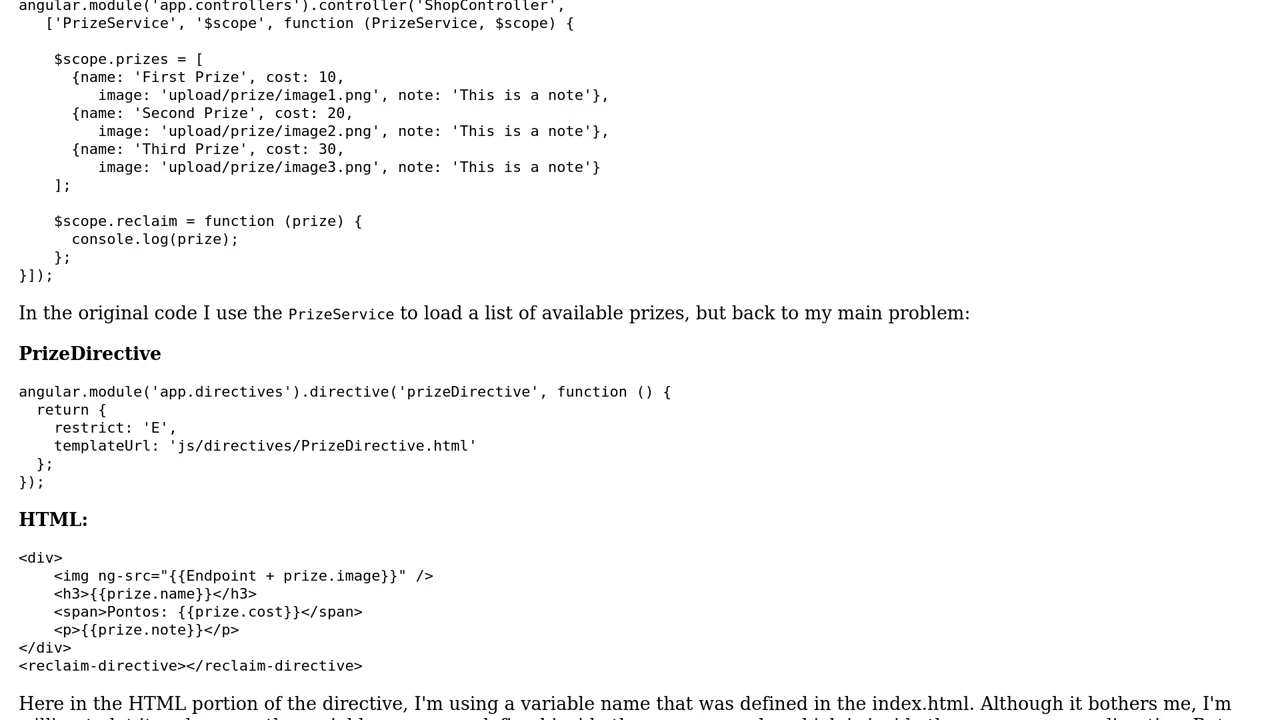 angular.module('app.controllers').controller('ShopController',
['PrizeService', '$scope', function (PrizeService, $scope) {
$scope.prizes = [
{name: 'First Prize', cost: 10,
image: 'upload/prize/image1.png', note: 'This is a note'},
{name: 'Second Prize', cost: 20,
image: 'upload/prize/image2.png', note: 'This is a note'},
{name: 'Third Prize', cost: 30,
image: 'upload/prize/image3.png', note: 'This is a note'}
];
$scope.reclaim = function (prize) {
console.log(prize);
};
}]);
In the original code I use the PrizeService to load a list of available prizes, but back to my main problem:
PrizeDirective
angular.module('app.directives').directive('prizeDirective', function () {
return {
restrict: 'E',
templateUrl: 'js/directives/PrizeDirective.html'
};
});
HTML:
<div>
<img ng-src="{{Endpoint + prize.image}}" />
<h3>{{prize.name}}</h3>
<span>Pontos: {{prize.cost}}</span>
<p>{{prize.note}}</p>
</div>
<reclaim-directive></reclaim-directive>
Here in the HTML portion of the directive, I'm using a variable name that was defined in the index.html. Although it bothers me, I'm